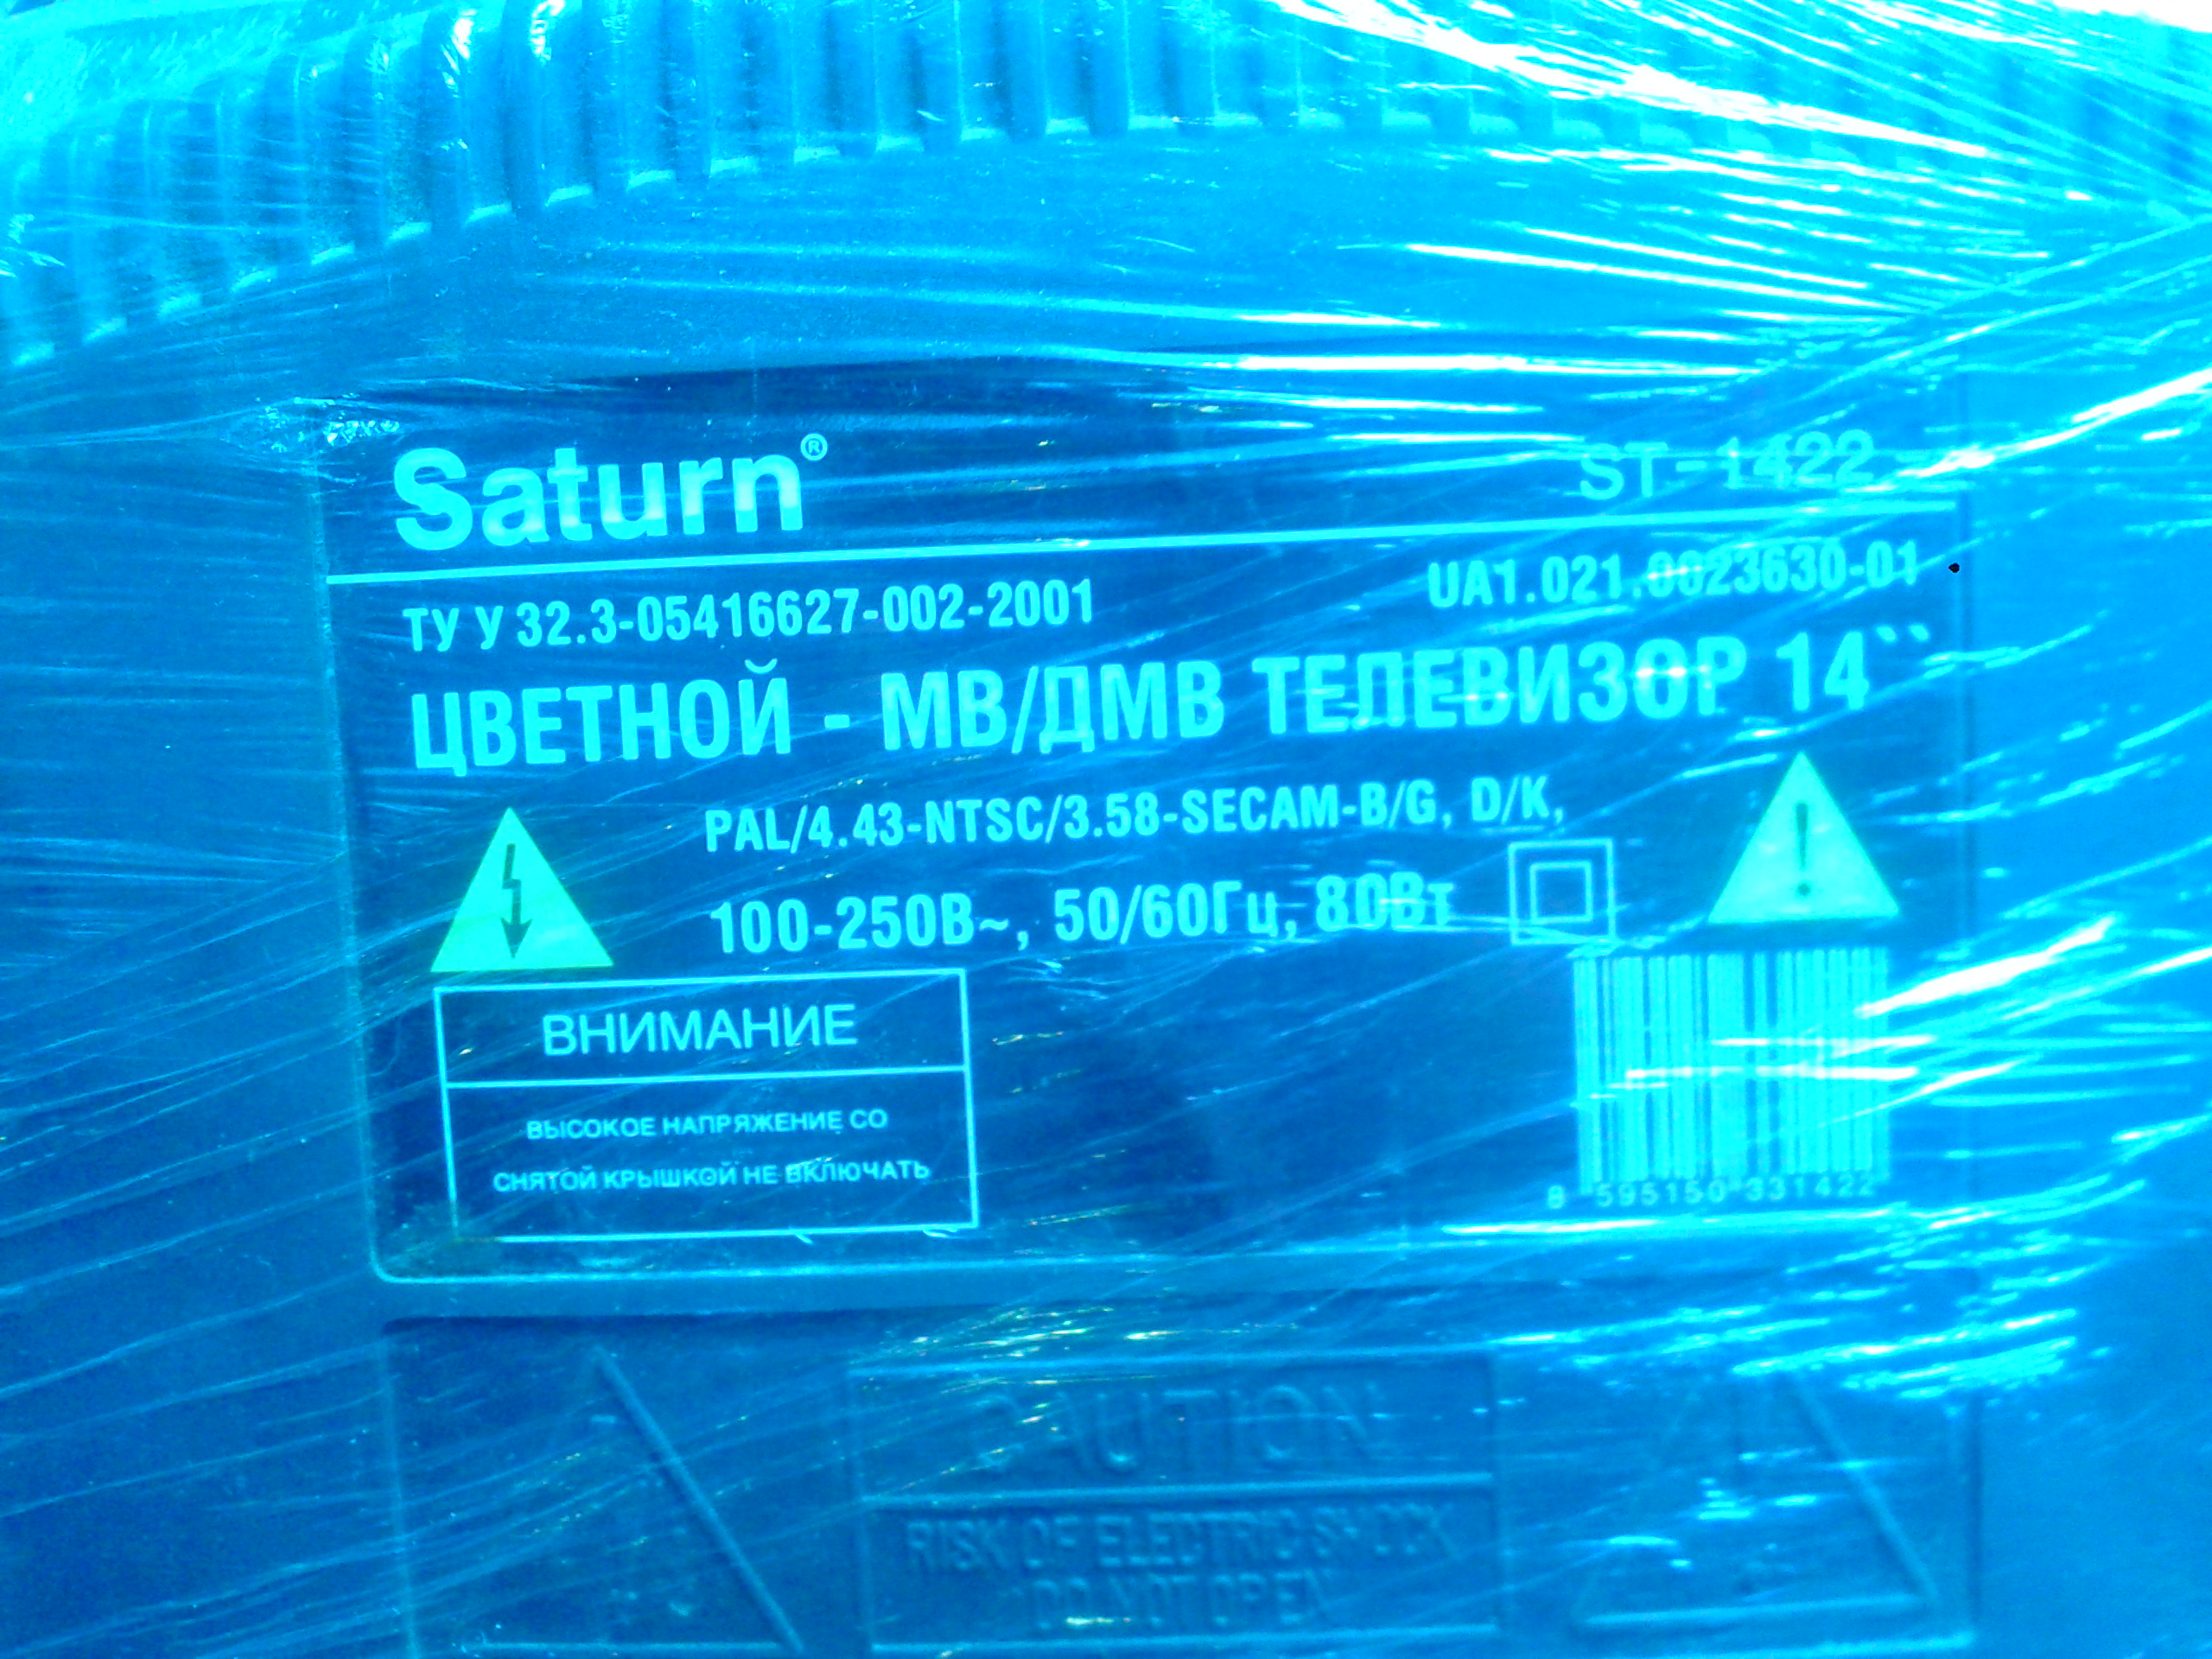 Saturn® ST-1422
ТУ У 32.3-05416627-002-2001 UA1.021.0023630-01
ЦВЕТНОЙ - МВ/ДМВ ТЕЛЕВИЗОР 14``
PAL/4.43-NTSC/3.58-SECAM-B/G, D/K,
100-250В~, 50/60Гц, 80Вт
ВНИМАНИЕ
ВЫСОКОЕ НАПРЯЖЕНИЕ СО
СНЯТОЙ КРЫШКОЙ НЕ ВКЛЮЧАТЬ
8 595150 331422
CAUTION
RISK OF ELECTRIC SHOCK
DO NOT OPEN